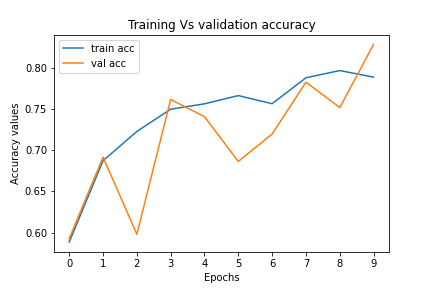 Training Vs validation accuracy
train acc
val acc
Accuracy values
0.80
0.75
0.70
0.65
0.60
0 1 2 3 4 5 6 7 8 9
Epochs